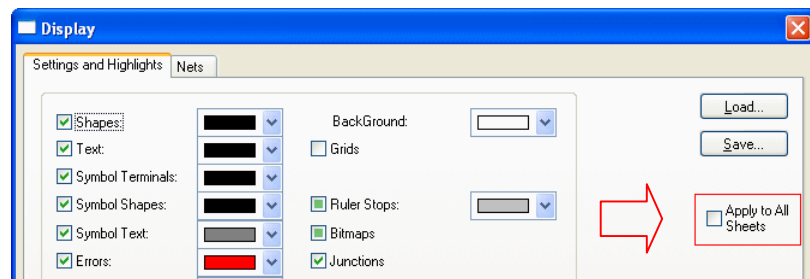 Display
Settings and Highlights
Nets
Shapes:
BackGround:
Load...
Text:
Grids
Save...
Symbol Terminals:
Symbol Shapes:
Ruler Stops:
Apply to All
Sheets
Symbol Text:
Bitmaps
Errors:
Junctions